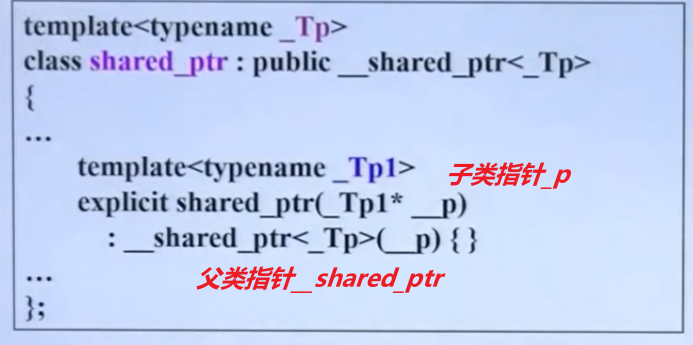 template<typename _Tp>
class shared_ptr : public __shared_ptr<_Tp>
{
...
template<typename _Tp1>
子类指针_p
explicit shared_ptr(_Tp1* __p)
: __shared_ptr<_Tp>(__p) { }
...
父类指针__shared_ptr
};